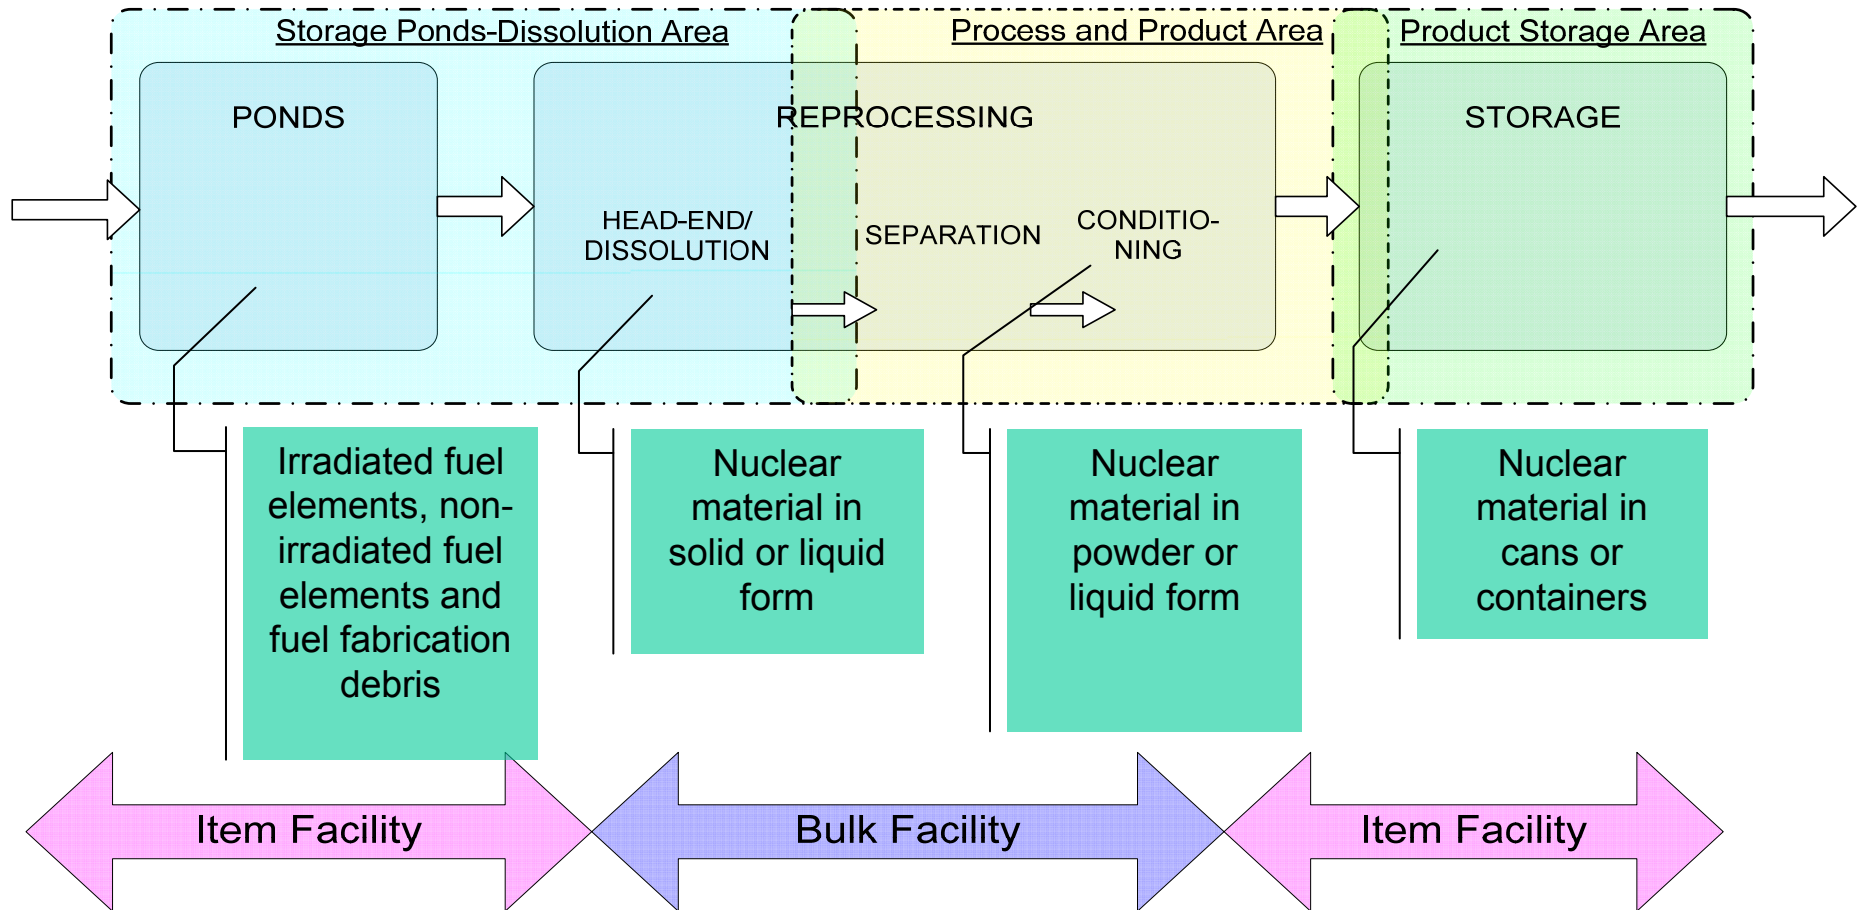 Storage Ponds-Dissolution Area
Process and Product Area
Product Storage Area
PONDS
REPROCESSING
STORAGE
HEAD-END/
DISSOLUTION
SEPARATION
CONDITIO-
NING
Irradiated fuel
elements, non-
irradiated fuel
elements and
fuel fabrication
debris
Nuclear
material in
solid or liquid
form
Nuclear
material in
powder or
liquid form
Nuclear
material in
cans or
containers
Item Facility
Bulk Facility
Item Facility